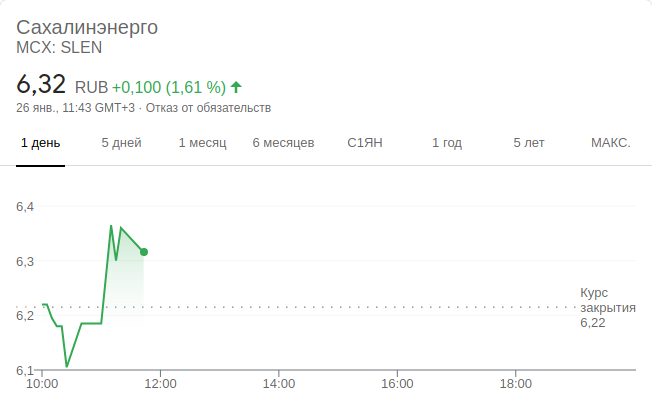 Сахалинэнерго
MCX: SLEN
6,32 RUB +0,100 (1,61 %)
26 янв., 11:43 GMT+3 · Отказ от обязательств
1 день 5 дней 1 месяц 6 месяцев С1ЯН 1 год 5 лет МАКС.
6,4
6,3
Курс
закрытия
6,22
6,2
6,1
10:00 12:00 14:00 16:00 18:00